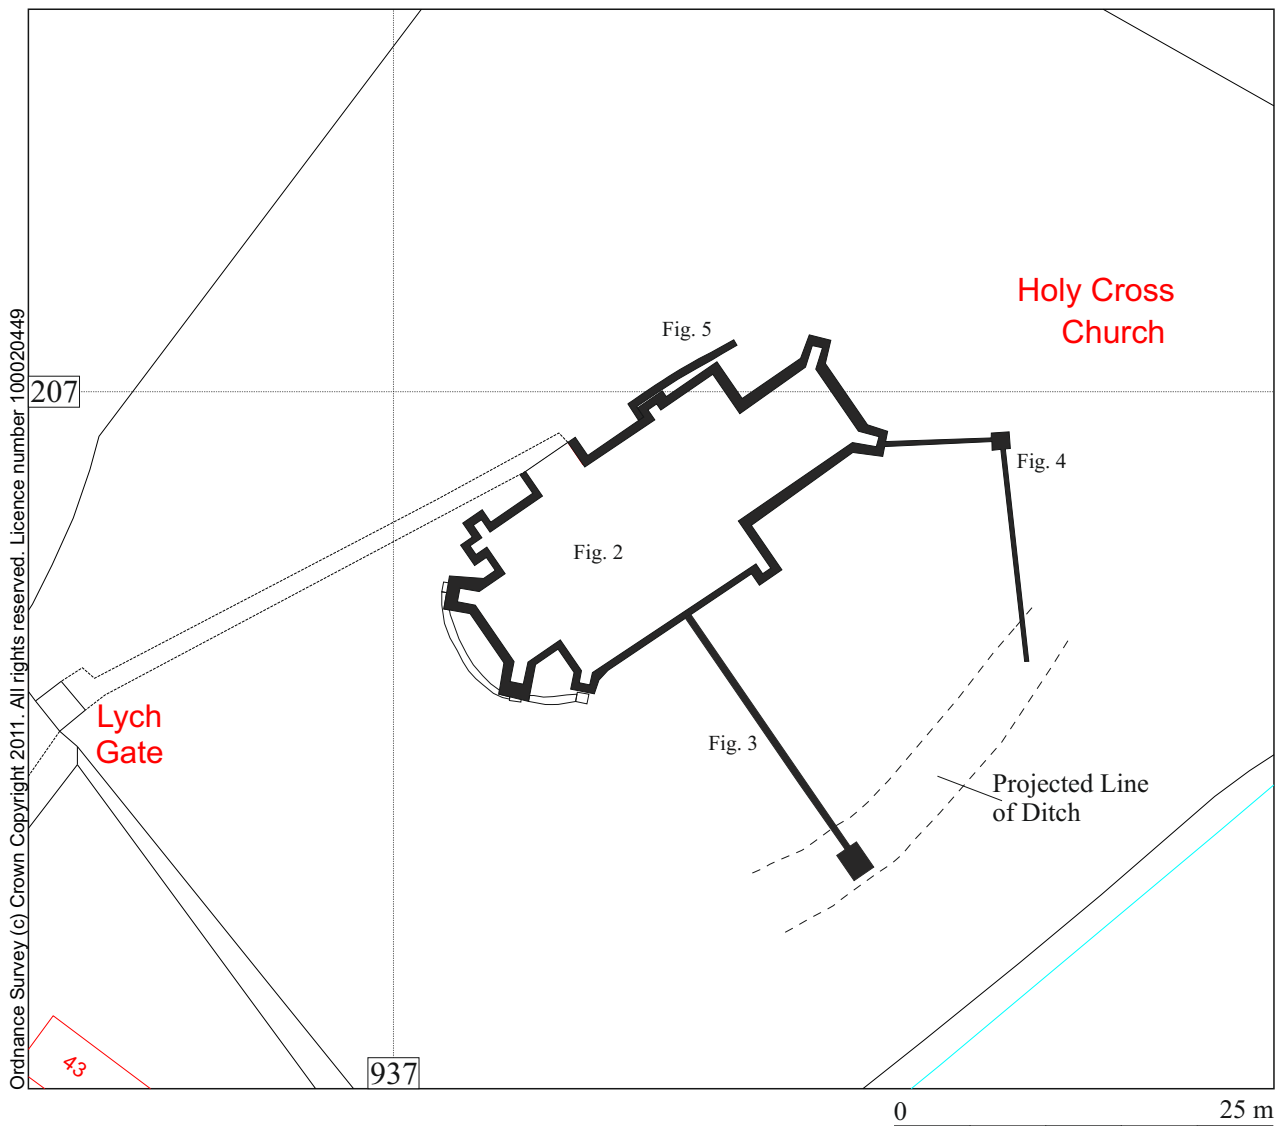 Ordnance Survey (c) Crown Copyright 2011. All rights reserved. Licence number 100020449
Holy Cross
Church
Fig. 5
207
Fig. 4
Fig. 2
Lych
Gate
Fig. 3
Projected Line
of Ditch
43
937
0 25 m